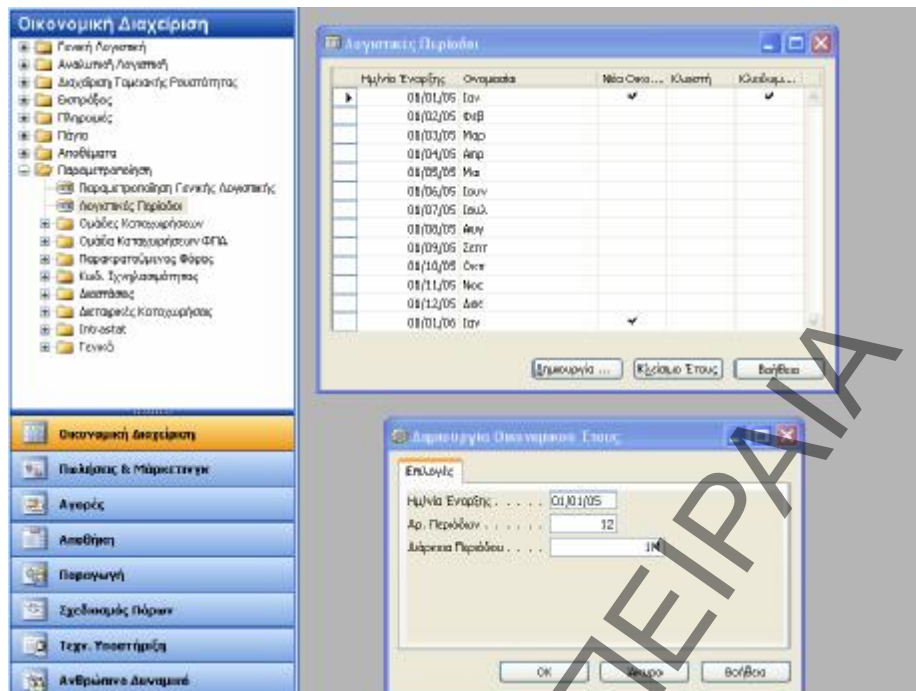 Οικονομική Διαχείριση
Γενική Λογιστική
Αναλυτική Λογιστική
Διαχείριση Ταμειακής Ρευστότητας
Εισπράξεις
Πληρωμές
Πάγια
Αποθέματα
Παραμετροποίηση
Παραμετροποίηση Γενικής Λογιστικής
Λογιστικές Περίοδοι
Ομάδες Καταχωρήσεων
Ομάδα Καταχωρήσεων ΦΠΑ
Παρακρατούμενος Φόρος
Κωδ. Ιχνηλασιμότητας
Διαστάσεις
Διεταιρικές Καταχωρήσεις
Intrastat
Γενικά
Οικονομική Διαχείριση
Πωλήσεις & Μάρκετινγκ
Αγορές
Αποθήκη
Παραγωγή
Σχεδιασμός Πόρων
Τεχν. Υποστήριξη
Ανθρώπινο Δυναμικό
Λογιστικές Περίοδοι
Ημ/νία Έναρξης Ονομασία Νέο Οικο... Κλειστή Κλείδωμ...
01/01/05 Ιαν
01/02/05 Φεβ
01/03/05 Μαρ
01/04/05 Απρ
01/05/05 Μαι
01/06/05 Ιουν
01/07/05 Ιουλ
01/08/05 Αυγ
01/09/05 Σεπτ
01/10/05 Οκτ
01/11/05 Νοε
01/12/05 Δεκ
01/01/06 Ιαν
Δημιουργία ... Κλείσιμο Έτους Βοήθεια
Δημιουργία Οικονομικού Έτους
Επιλογές
Ημ/νία Έναρξης . . . . . 01/01/05
Αρ. Περιόδων . . . . . 12
Διάρκεια Περιόδου . . . . 1M
OK Άκυρο Βοήθεια
ΠΕΙΡΑΙΑ